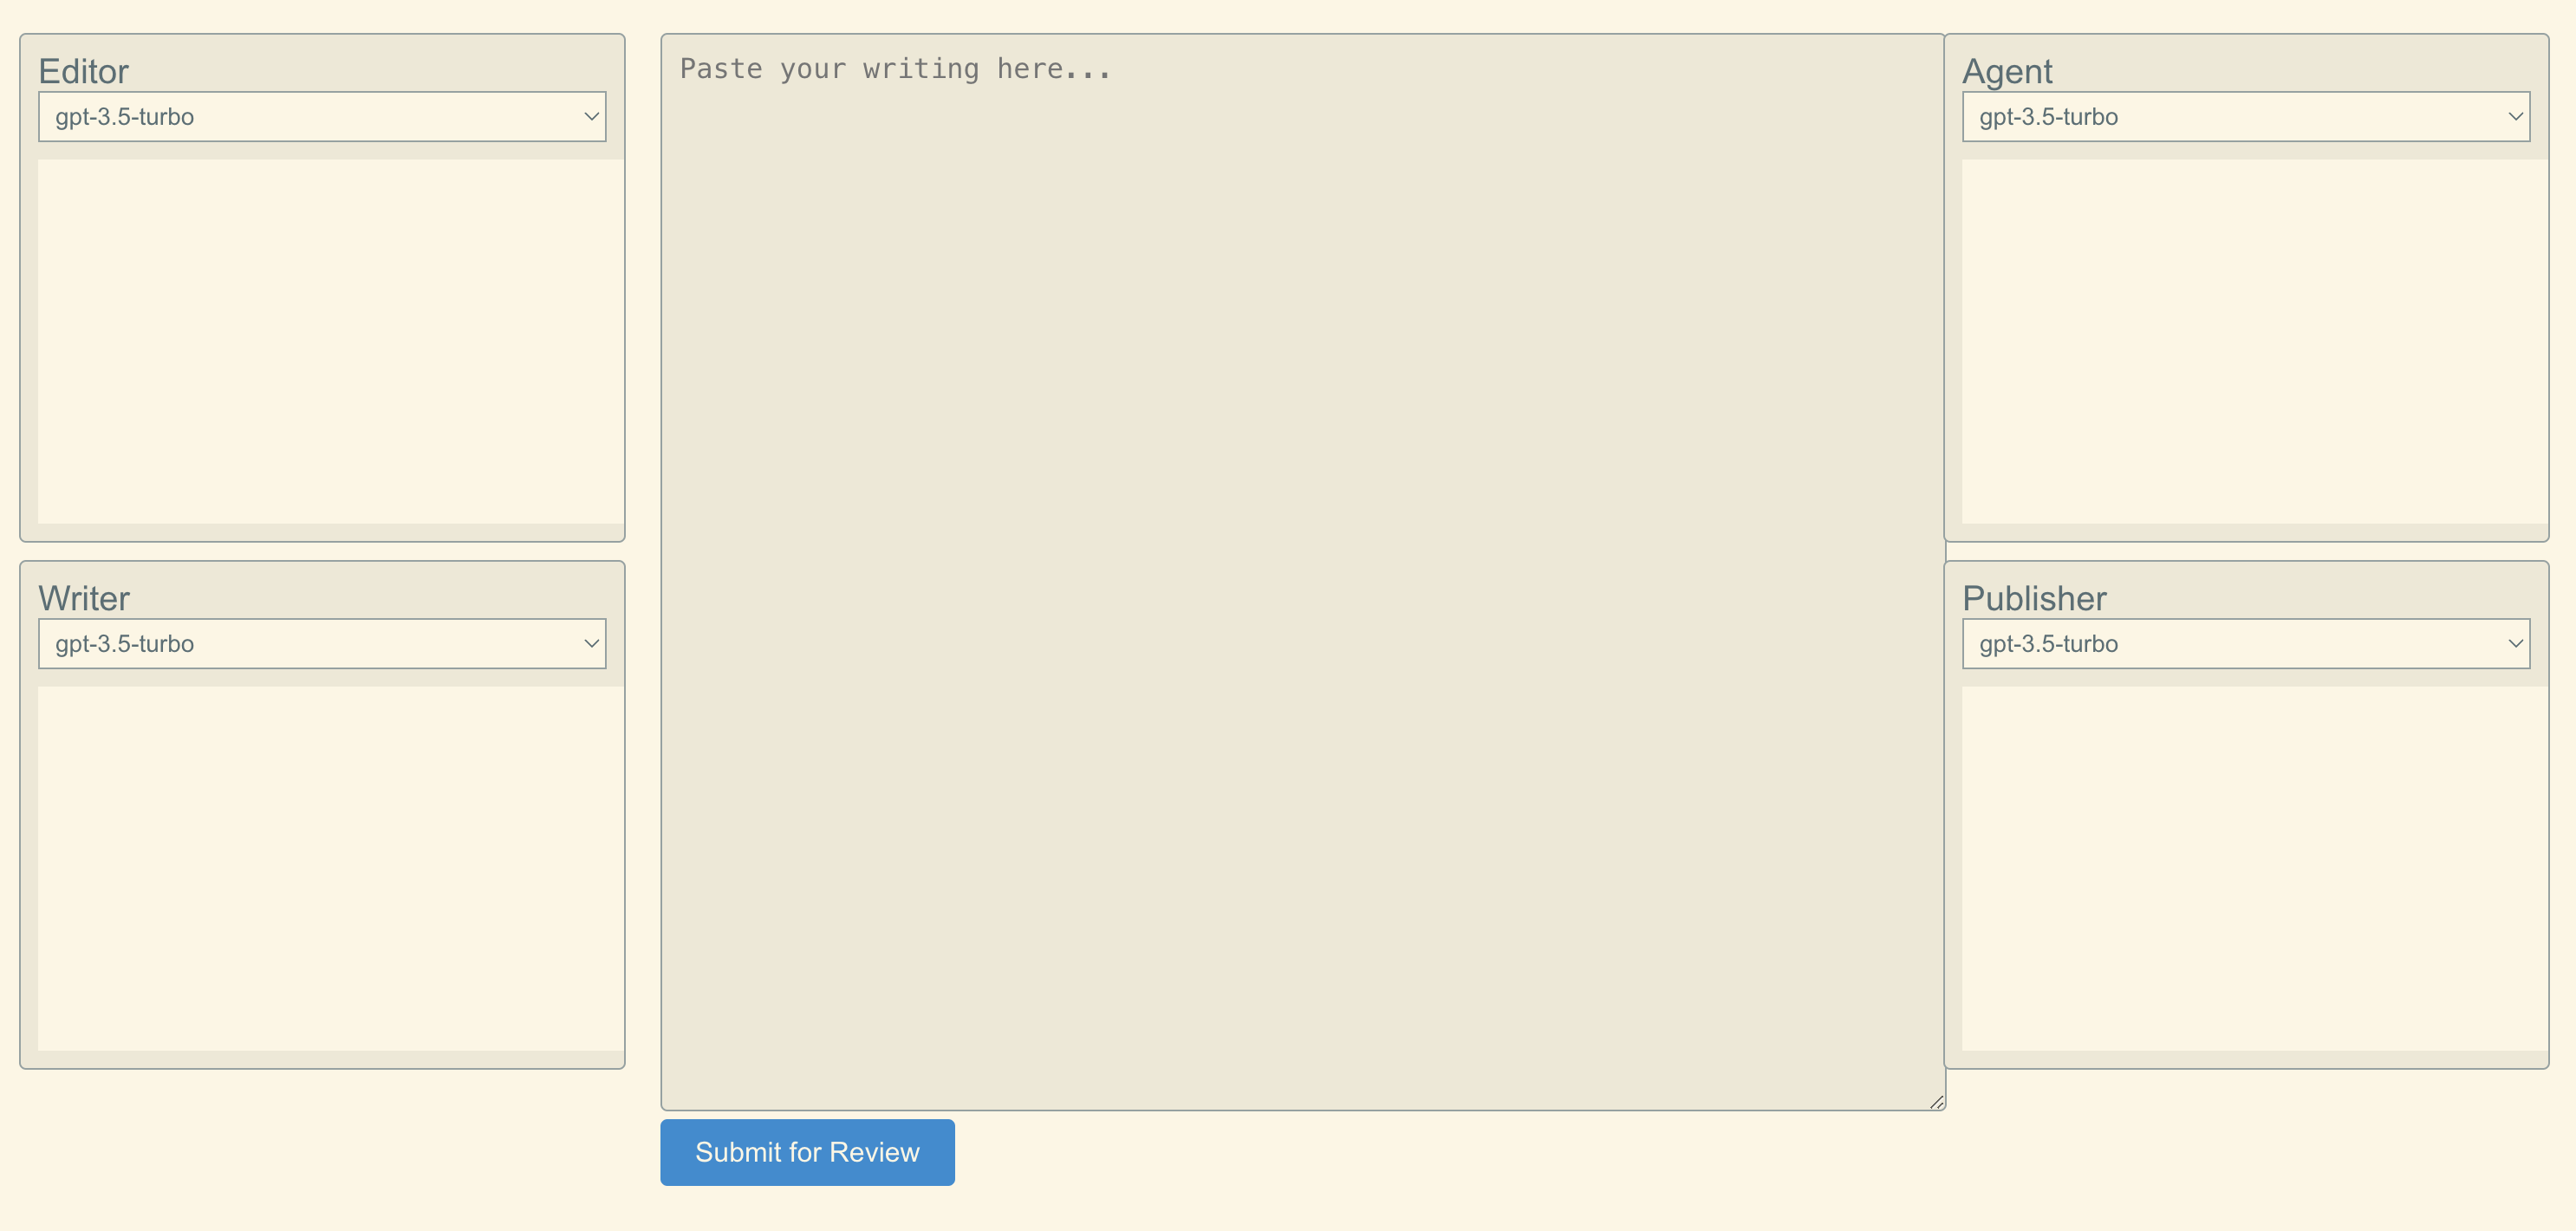 Editor
gpt-3.5-turbo
Writer
gpt-3.5-turbo
Paste your writing here...
Submit for Review
Agent
gpt-3.5-turbo
Publisher
gpt-3.5-turbo